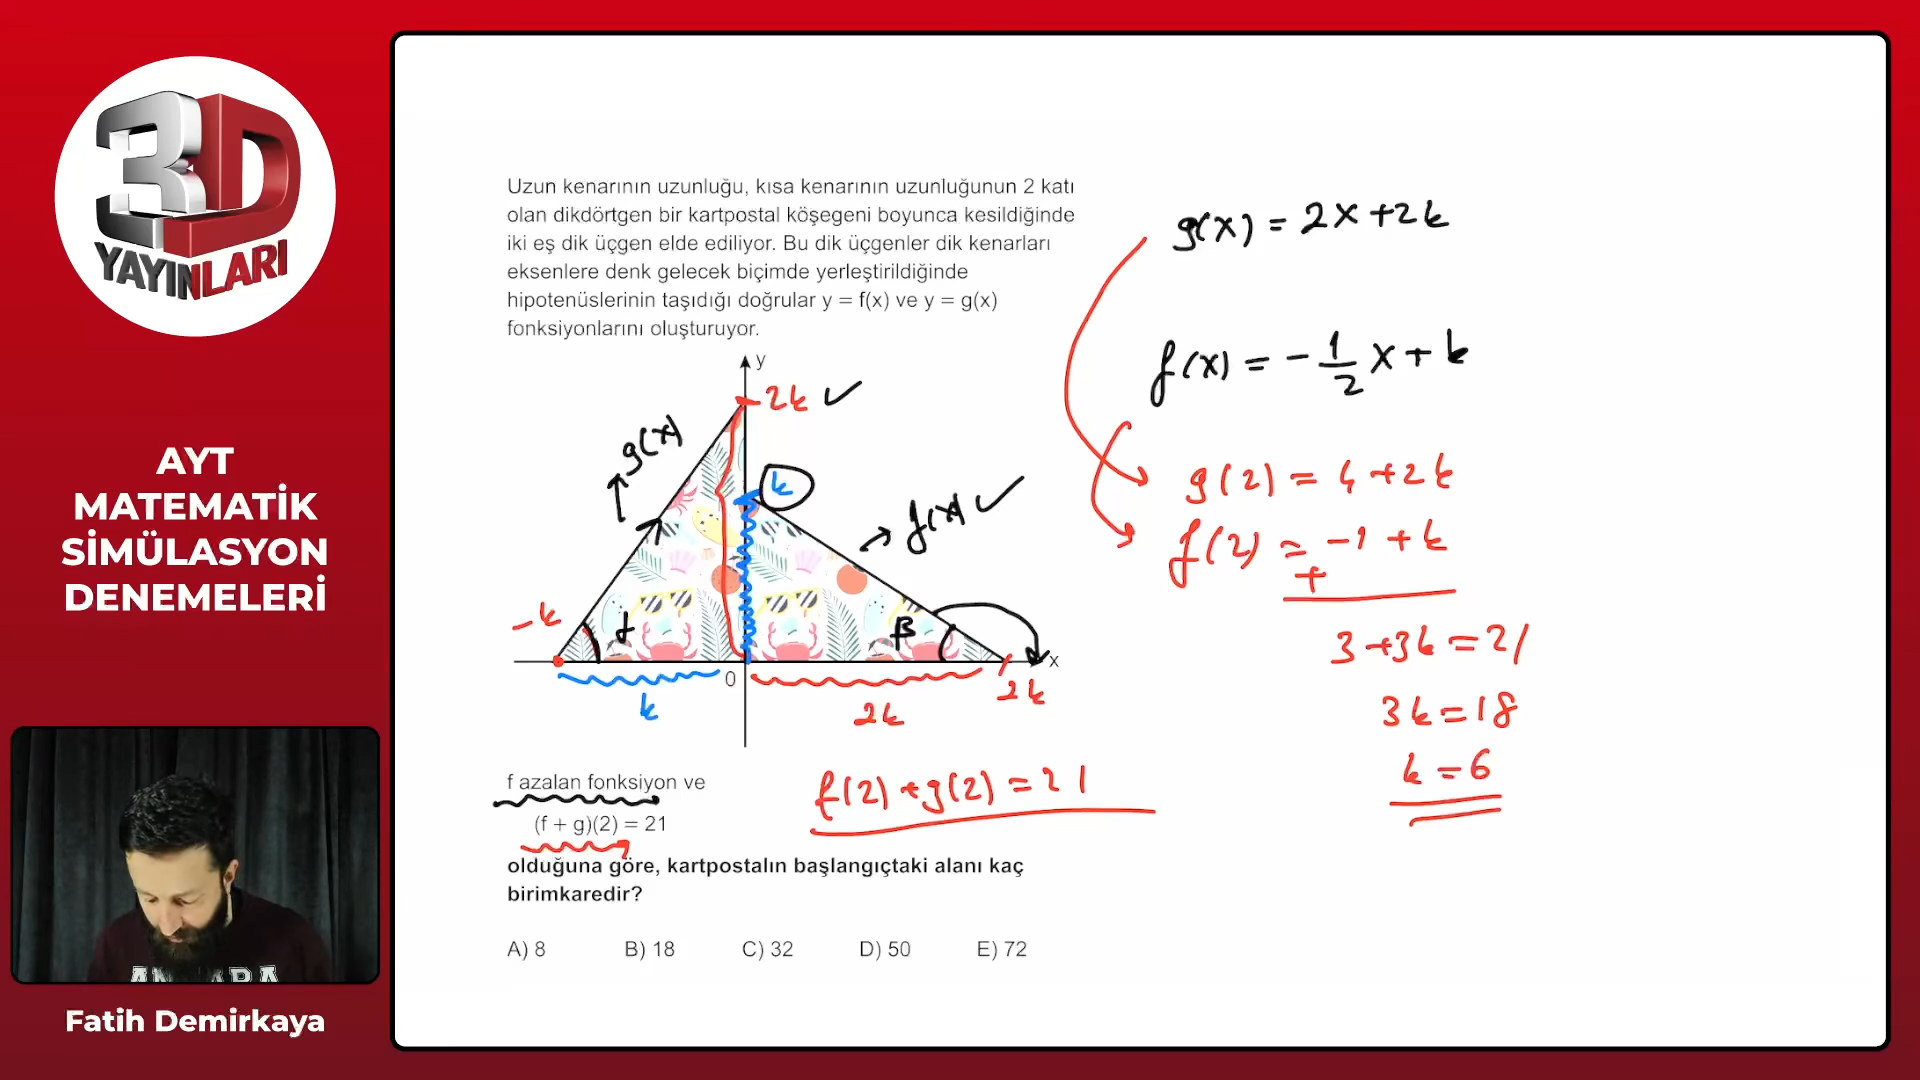 3D
YAYINLARI
AYT
MATEMATİK
SİMÜLASYON
DENEMELERİ
Fatih Demirkaya
Uzun kenarının uzunluğu, kısa kenarının uzunluğunun 2 katı
olan dikdörtgen bir kartpostal köşegeni boyunca kesildiğinde
iki eş dik üçgen elde ediliyor. Bu dik üçgenler dik kenarları
eksenlere denk gelecek biçimde yerleştirildiğinde
hipotenüslerinin taşıdığı doğrular y = f(x) ve y = g(x)
fonksiyonlarını oluşturuyor.
y
2k ✓
g(x)
k
f(x) ✓
-k
α
β
x
0
2k
k
2k
f azalan fonksiyon ve
(f + g)(2) = 21
f(2) + g(2) = 21
olduğuna göre, kartpostalın başlangıçtaki alanı kaç
birimkaredir?
A) 8 B) 18 C) 32 D) 50 E) 72
g(x) = 2x + 2k
f(x) = - 1/2 x + k
g(2) = 4 + 2k
f(2) = -1 + k
+
3 + 3k = 21
3k = 18
k = 6